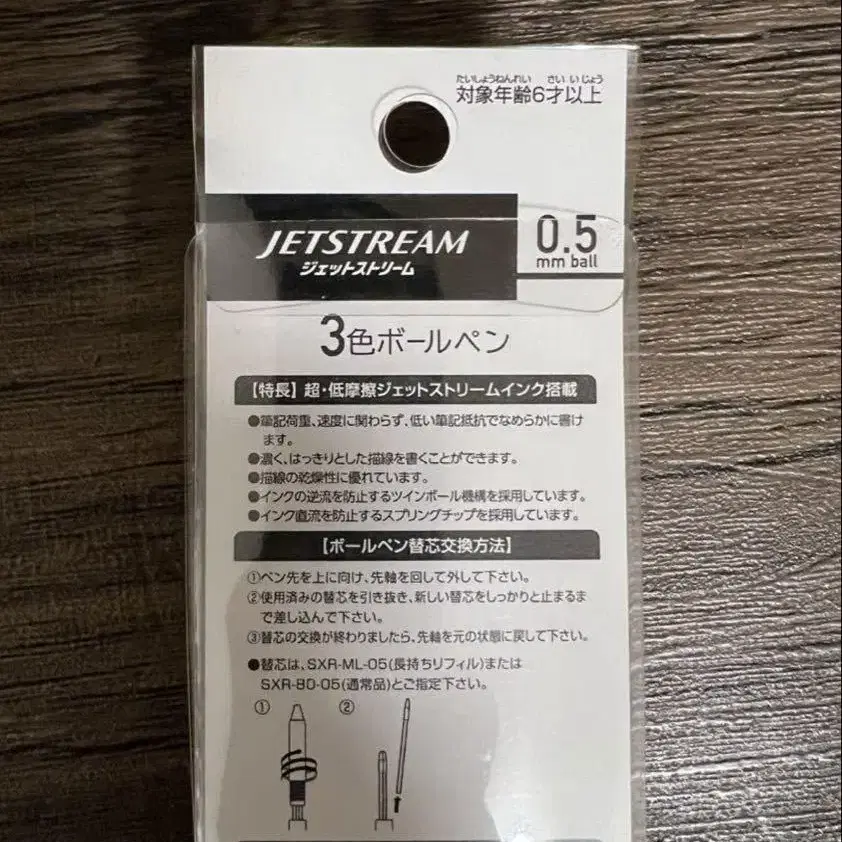 たいしょうねんれい さい いじょう
対象年齢6才以上
JETSTREAM
ジェットストリーム
0.5
mm ball
3色ボールペン
【特長】超・低摩擦ジェットストリームインク搭載
●筆記荷重、速度に関わらず、低い筆記抵抗でなめらかに書け
ます。
●濃く、はっきりとした描線を書くことができます。
●描線の乾燥性に優れています。
●インクの逆流を防止するツインボール機構を採用しています。
●インク直流を防止するスプリングチップを採用しています。
【ボールペン替芯交換方法】
①ペン先を上に向け、先軸を回して外して下さい。
②使用済みの替芯を引き抜き、新しい替芯をしっかりと止まるま
で差し込んで下さい。
③替芯の交換が終わりましたら、先軸を元の状態に戻して下さい。
●替芯は、SXR-ML-05(長持ちリフィル)または
SXR-80-05(通常品)とご指定下さい。
① ②